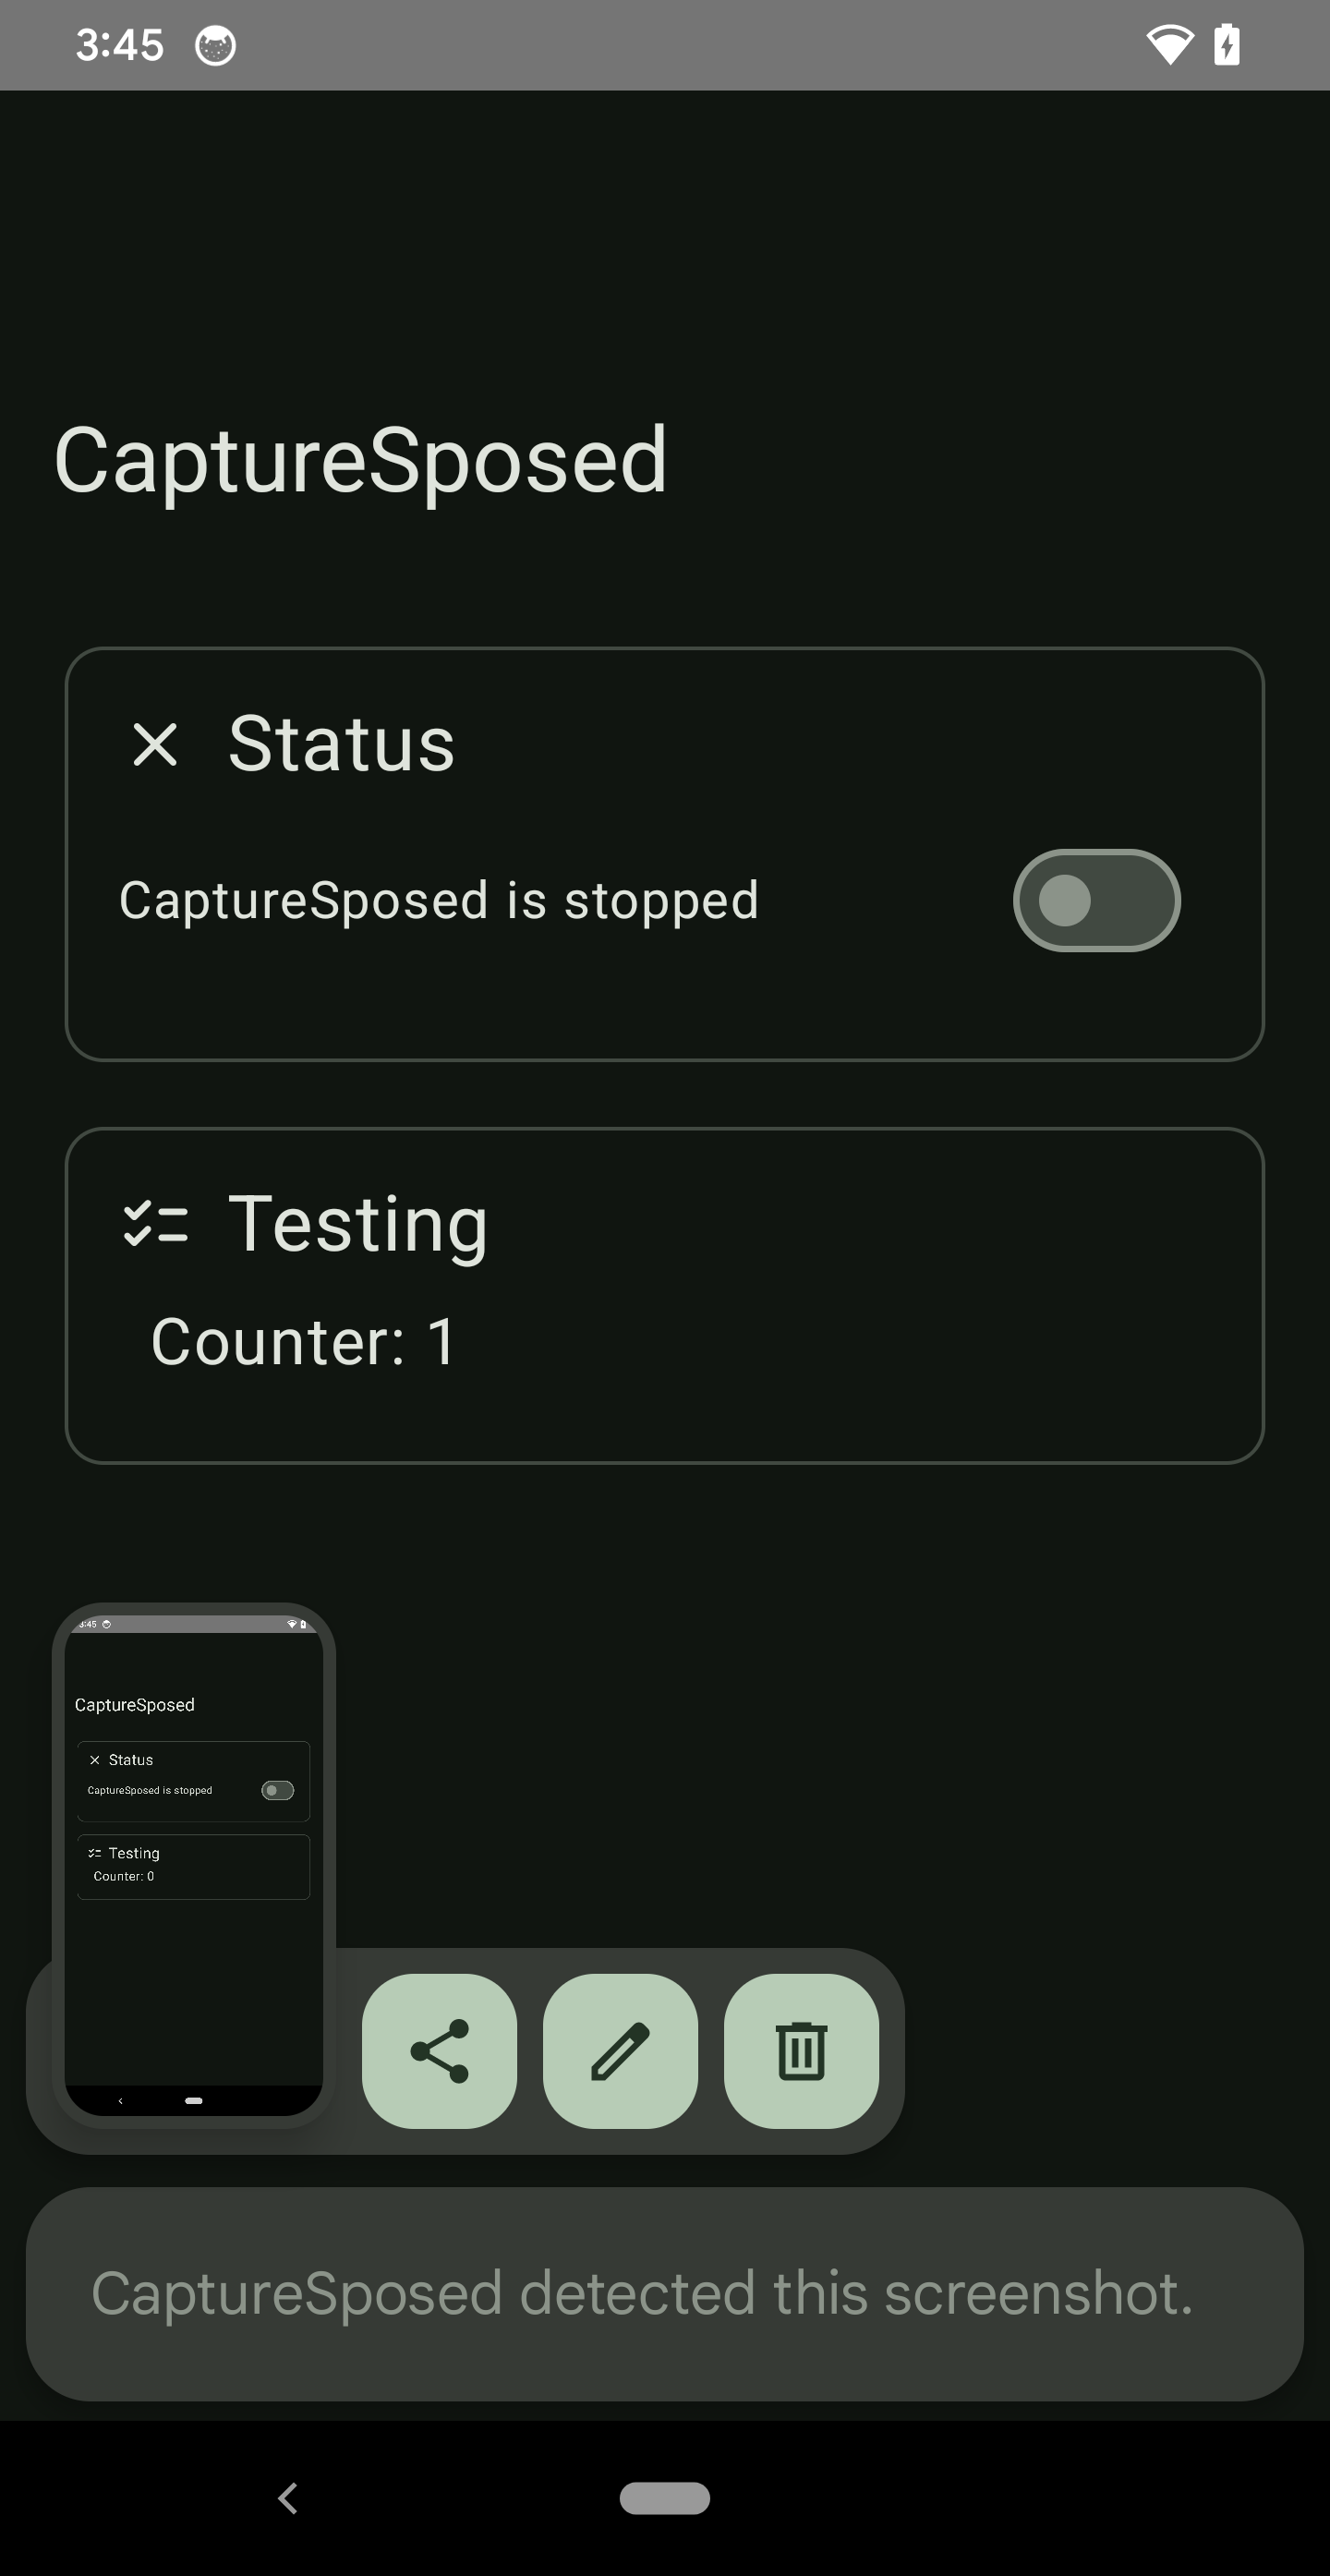 3:45
CaptureSposed
Status
CaptureSposed is stopped
Testing
Counter: 1
3:45
CaptureSposed
Status
CaptureSposed is stopped
Testing
Counter: 0
CaptureSposed detected this screenshot.